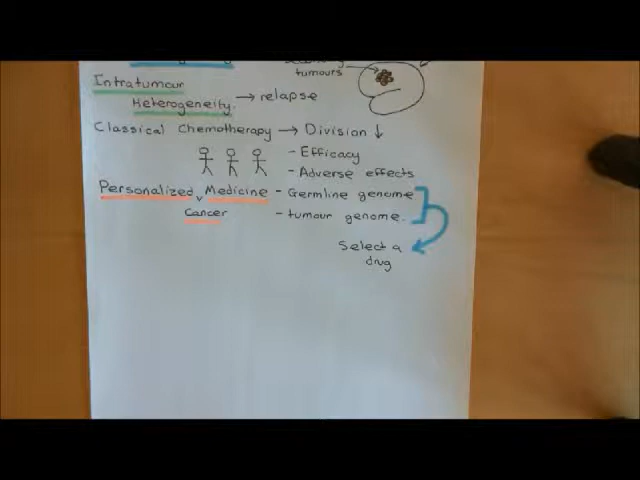 tumours
Intratumour
Heterogeneity. → relapse
Classical Chemotherapy → Division ↓
- Efficacy
- Adverse effects
Personalized Medicine - Germline genome
Cancer - tumour genome.
Select a
drug